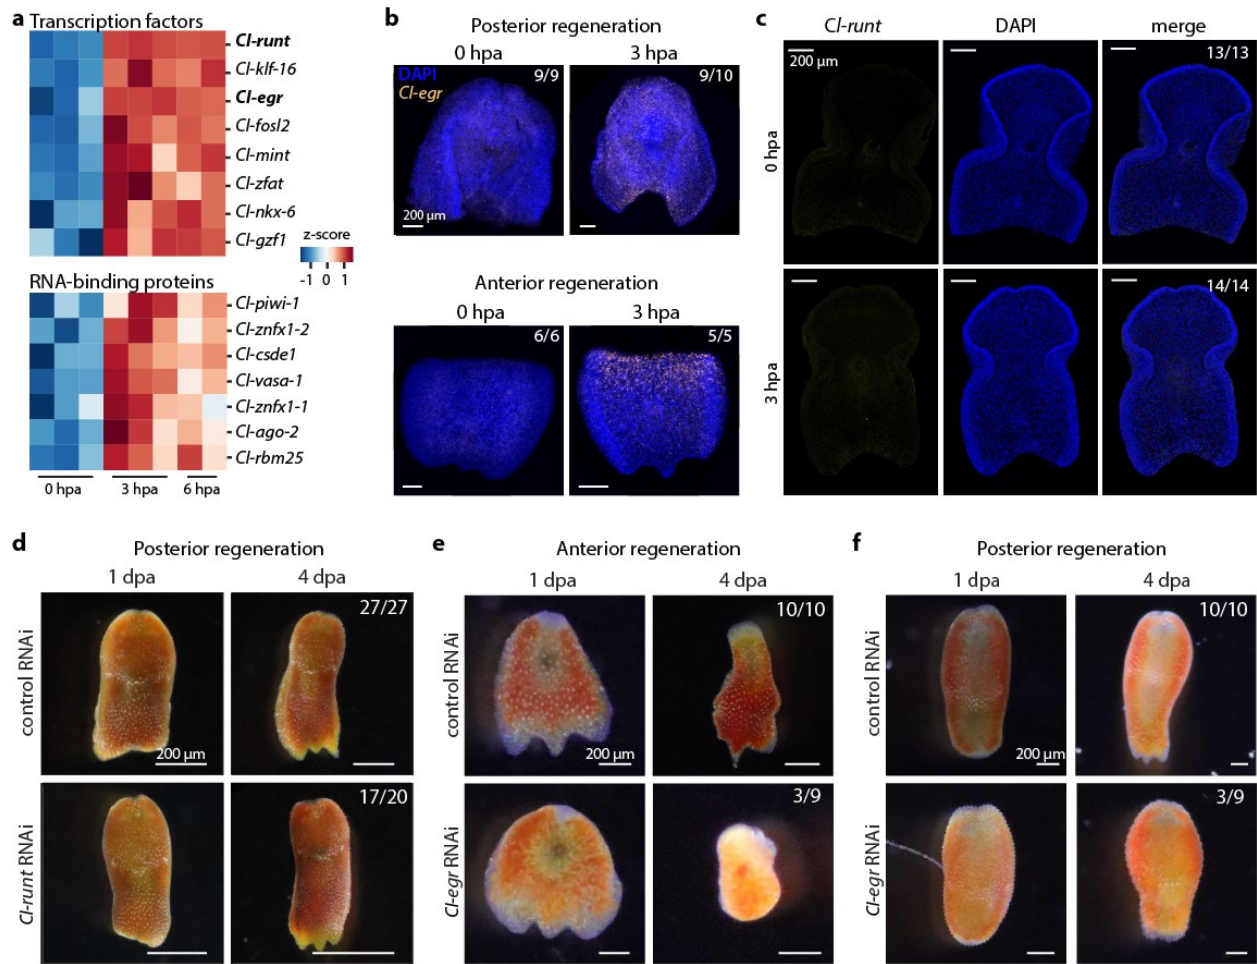 a Transcription factors
Cl-runt
Cl-klf-16
Cl-egr
Cl-fosl2
Cl-mint
Cl-zfat
Cl-nkx-6
Cl-gzf1
z-score
-1 0 1
RNA-binding proteins
Cl-piwi-1
Cl-znfx1-2
Cl-csde1
Cl-vasa-1
Cl-znfx1-1
Cl-ago-2
Cl-rbm25
0 hpa 3 hpa 6 hpa
b Posterior regeneration
0 hpa 3 hpa
DAPI
Cl-egr
9/9
9/10
200 µm
Anterior regeneration
0 hpa 3 hpa
6/6
5/5
c Cl-runt DAPI merge
200 µm
13/13
0 hpa
14/14
3 hpa
d Posterior regeneration
1 dpa 4 dpa
control RNAi
27/27
200 µm
Cl-runt RNAi
17/20
e Anterior regeneration
1 dpa 4 dpa
control RNAi
10/10
200 µm
Cl-egr RNAi
3/9
f Posterior regeneration
1 dpa 4 dpa
control RNAi
10/10
200 µm
Cl-egr RNAi
3/9